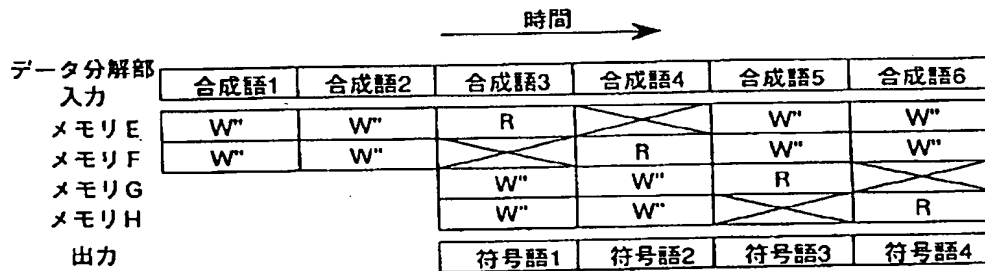 時間
データ分解部
入力
合成語1 合成語2 合成語3 合成語4 合成語5 合成語6
メモリE W" W" R W" W"
メモリF W" W" R W" W"
メモリG W" W" R
メモリH W" W" R
出力 符号語1 符号語2 符号語3 符号語4